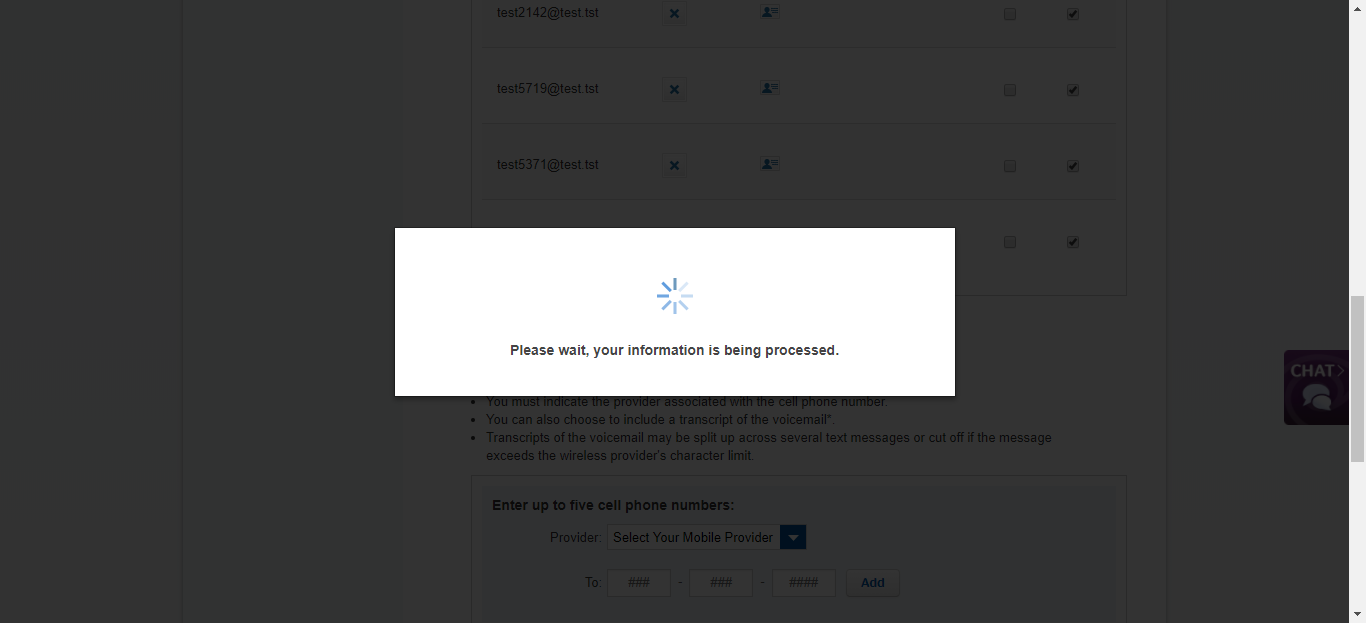 test2142@test.tst
test5719@test.tst
test5371@test.tst
Please wait, your information is being processed.
CHAT
You must indicate the provider associated with the cell phone number
You can also choose to include a transcript of the voicemail*.
Transcripts of the voicemail may be split up across several text messages or cut off if the message
exceeds the wireless provider's character limit.
Enter up to five cell phone numbers:
Provider: Select Your Mobile Provider
To: ### - ### - #### Add